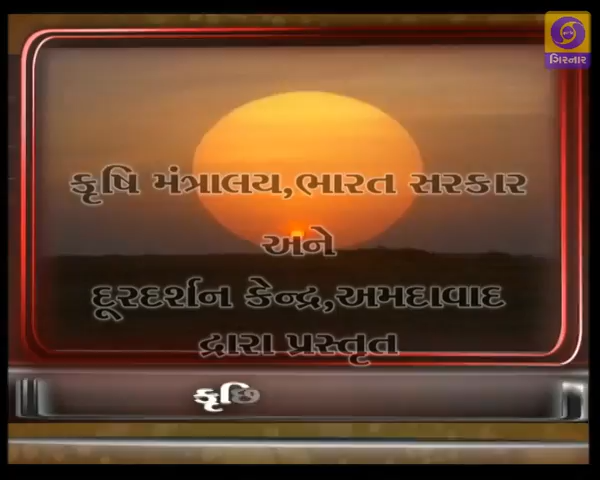 ગિરનાર
કૃષિ મંત્રાલય,ભારત સરકાર
અને
દૂરદર્શન કેન્દ્ર,અમદાવાદ
દ્વારા પ્રસ્તૃત
કૃછિ